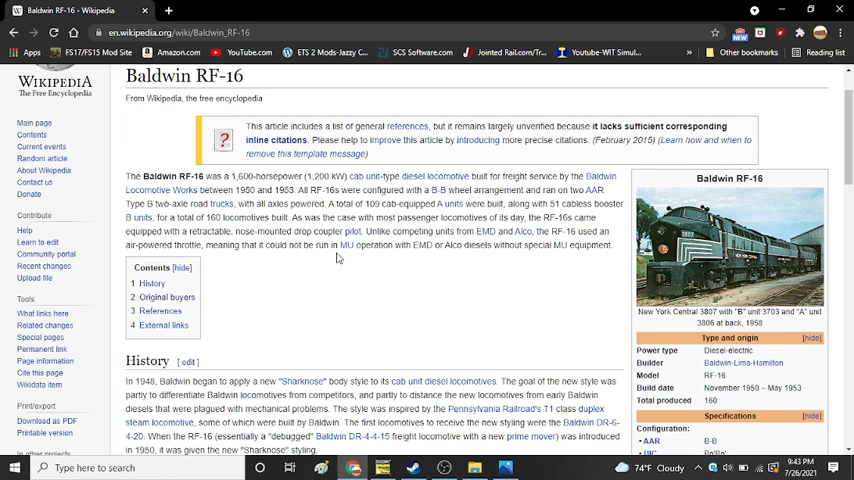 Baldwin RF-16 - Wikipedia
en.wikipedia.org/wiki/Baldwin_RF-16
Apps FS17/FS15 Mod Site Amazon.com YouTube.com ETS 2 Mods-Jazzy C... SCS Software.com Jointed Rail.com/Tr... Youtube-WIT Simul... » Other bookmarks Reading list
NEW
WIKIPEDIA
The Free Encyclopedia
Main page
Contents
Current events
Random article
About Wikipedia
Contact us
Donate
Contribute
Help
Learn to edit
Community portal
Recent changes
Upload file
Tools
What links here
Related changes
Special pages
Permanent link
Page information
Cite this page
Wikidata item
Print/export
Download as PDF
Printable version
In other projects
Baldwin RF-16
From Wikipedia, the free encyclopedia
This article includes a list of general references, but it remains largely unverified because it lacks sufficient corresponding
inline citations. Please help to improve this article by introducing more precise citations. (February 2015) (Learn how and when to
remove this template message)
The Baldwin RF-16 was a 1,600-horsepower (1,200 kW) cab unit-type diesel locomotive built for freight service by the Baldwin
Locomotive Works between 1950 and 1953. All RF-16s were configured with a B-B wheel arrangement and ran on two AAR
Type B two-axle road trucks, with all axles powered. A total of 109 cab-equipped A units were built, along with 51 cabless booster
B units, for a total of 160 locomotives built. As was the case with most passenger locomotives of its day, the RF-16s came
equipped with a retractable, nose-mounted drop coupler pilot. Unlike competing units from EMD and Alco, the RF-16 used an
air-powered throttle, meaning that it could not be run in MU operation with EMD or Alco diesels without special MU equipment.
Contents [hide]
1 History
2 Original buyers
3 References
4 External links
History [ edit ]
In 1948, Baldwin began to apply a new "Sharknose" body style to its cab unit diesel locomotives. The goal of the new style was
partly to differentiate Baldwin locomotives from competitors, and partly to distance the new locomotives from early Baldwin
diesels that were plagued with mechanical problems. The style was inspired by the Pennsylvania Railroad's T1 class duplex
steam locomotive, some of which were built by Baldwin. The first locomotives to receive the new styling were the Baldwin DR-6-
4-20. When the RF-16 (essentially a "debugged" Baldwin DR-4-4-15 freight locomotive with a new prime mover) was introduced
in 1950, it was given the new "Sharknose" styling.
Baldwin RF-16
3807
New York Central 3807 with "B" unit 3703 and "A" unit
3806 at back, 1958
Type and origin [hide]
Power type Diesel-electric
Builder Baldwin-Lima-Hamilton
Model RF-16
Build date November 1950 – May 1953
Total produced 160
Specifications [hide]
Configuration:
• AAR B-B
• UIC Bo'Bo'
Type here to search
74°F Cloudy
9:43 PM
7/26/2021